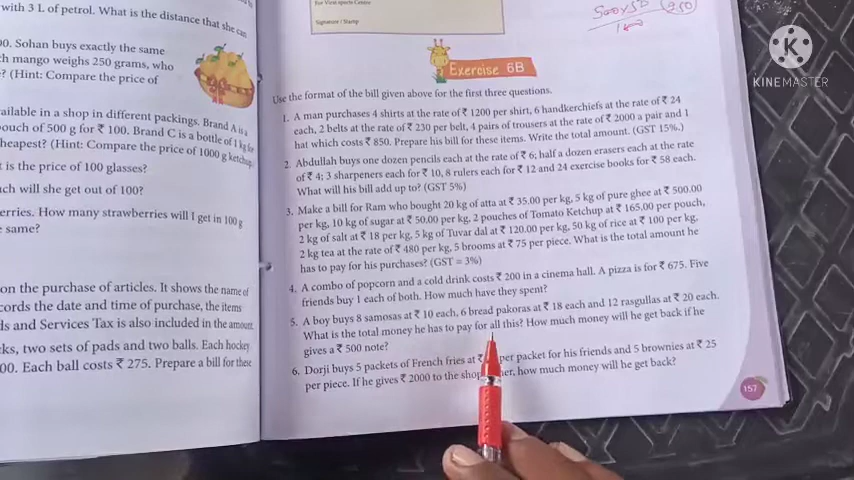 with 3 L of petrol. What is the distance that she can
00. Sohan buys exactly the same
ch mango weighs 250 grams, who
e? (Hint: Compare the price of
ailable in a shop in different packings. Brand A is a
pouch of 500 g for ₹ 100. Brand C is a bottle of 1 kg for
heapest? (Hint: Compare the price of 1000 g ketchup
t is the price of 100 glasses?
uch will she get out of 100?
erries. How many strawberries will I get in 100 g
e same?
on the purchase of articles. It shows the name of
cords the date and time of purchase, the items
ds and Services Tax is also included in the amount.
ks, two sets of pads and two balls. Each hockey
00. Each ball costs ₹ 275. Prepare a bill for these
For Virat sports Centre
Signature / Stamp
KINEMASTER
Exercise 6B
Use the format of the bill given above for the first three questions.
1. A man purchases 4 shirts at the rate of ₹ 1200 per shirt, 6 handkerchiefs at the rate of ₹ 24
each, 2 belts at the rate of ₹ 230 per belt, 4 pairs of trousers at the rate of ₹ 2000 a pair and 1
hat which costs ₹ 850. Prepare his bill for these items. Write the total amount. (GST 15%.)
2. Abdullah buys one dozen pencils each at the rate of ₹ 6; half a dozen erasers each at the rate
of ₹ 4; 3 sharpeners each for ₹ 10, 8 rulers each for ₹ 12 and 24 exercise books for ₹ 58 each.
What will his bill add up to? (GST 5%)
3. Make a bill for Ram who bought 20 kg of atta at ₹ 35.00 per kg, 5 kg of pure ghee at ₹ 500.00
per kg, 10 kg of sugar at ₹ 50.00 per kg, 2 pouches of Tomato Ketchup at ₹ 165.00 per pouch,
2 kg of salt at ₹ 18 per kg, 5 kg of Tuvar dal at ₹ 120.00 per kg, 50 kg of rice at ₹ 100 per kg,
2 kg tea at the rate of ₹ 480 per kg, 5 brooms at ₹ 75 per piece. What is the total amount he
has to pay for his purchases? (GST = 3%)
4. A combo of popcorn and a cold drink costs ₹ 200 in a cinema hall. A pizza is for ₹ 675. Five
friends buy 1 each of both. How much have they spent?
5. A boy buys 8 samosas at ₹ 10 each, 6 bread pakoras at ₹ 18 each and 12 rasgullas at ₹ 20 each.
What is the total money he has to pay for all this? How much money will he get back if he
gives a ₹ 500 note?
6. Dorji buys 5 packets of French fries at ₹ per packet for his friends and 5 brownies at ₹ 25
per piece. If he gives ₹ 2000 to the how much money will he get back?
157